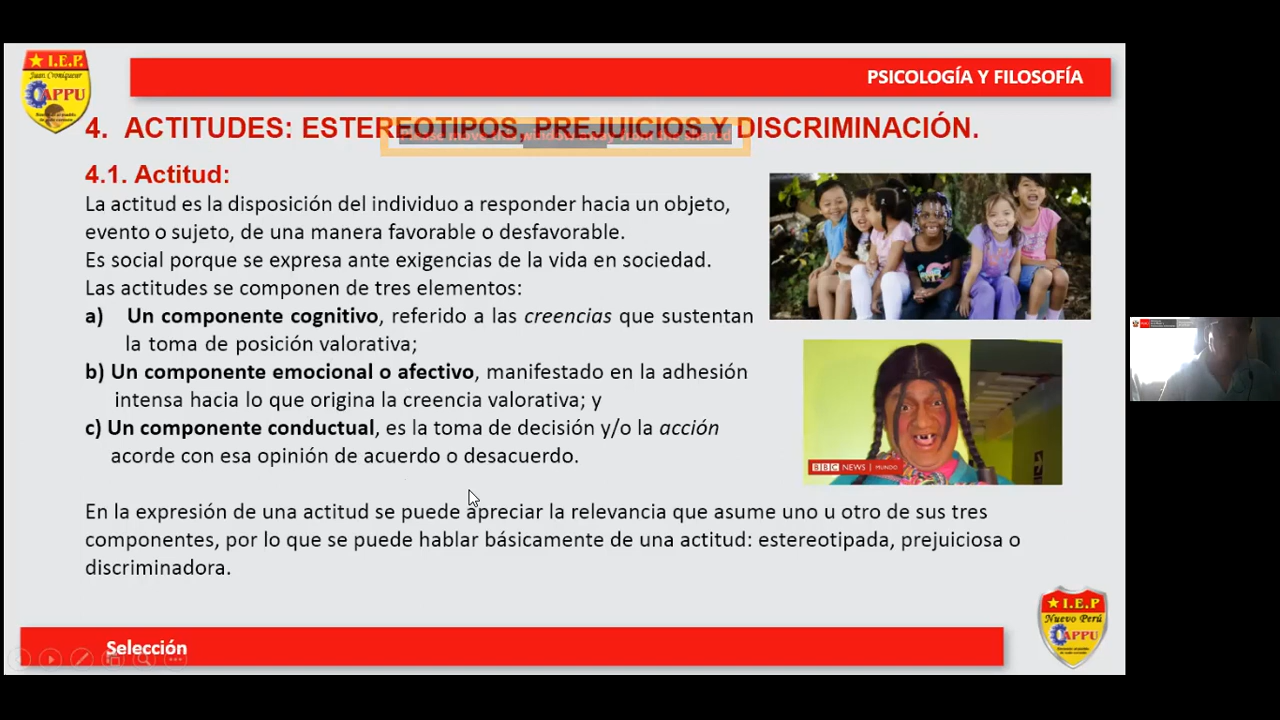 ★ I.E.P.
Juan Croniqueur
APPU
PSICOLOGÍA Y FILOSOFÍA
4. ACTITUDES: ESTEREOTIPOS, PREJUICIOS Y DISCRIMINACIÓN.
4.1. Actitud:
La actitud es la disposición del individuo a responder hacia un objeto,
evento o sujeto, de una manera favorable o desfavorable.
Es social porque se expresa ante exigencias de la vida en sociedad.
Las actitudes se componen de tres elementos:
a) Un componente cognitivo, referido a las creencias que sustentan
la toma de posición valorativa;
b) Un componente emocional o afectivo, manifestado en la adhesión
intensa hacia lo que origina la creencia valorativa; y
c) Un componente conductual, es la toma de decisión y/o la acción
acorde con esa opinión de acuerdo o desacuerdo.
BBC NEWS | MUNDO
En la expresión de una actitud se puede apreciar la relevancia que asume uno u otro de sus tres
componentes, por lo que se puede hablar básicamente de una actitud: estereotipada, prejuiciosa o
discriminadora.
★ I.E.P
Nuevo Perú
APPU
Selección